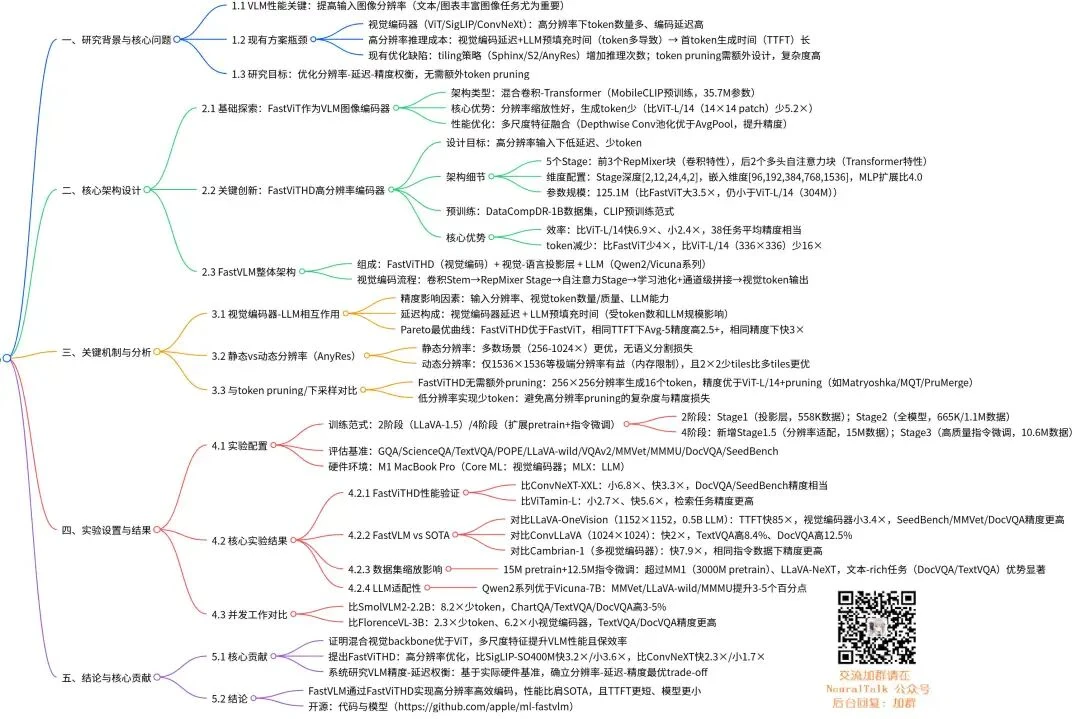 一、研究背景与核心问题
1.1 VLM性能关键：提高输入图像分辨率（文本/图表丰富图像任务尤为重要）
1.2 现有方案瓶颈
视觉编码器（ViT/SigLIP/ConvNeXt）：高分辨率下token数量多、编码延迟高
高分辨率推理成本：视觉编码延迟+LLM预填充时间（token多导致）→ 首token生成时间（TTFT）长
现有优化缺陷：tiling策略（Sphinx/S2/AnyRes）增加推理次数；token pruning需额外设计，复杂度高
1.3 研究目标：优化分辨率-延迟-精度权衡，无需额外token pruning
二、核心架构设计
2.1 基础探索：FastViT作为VLM图像编码器
架构类型：混合卷积-Transformer（MobileCLIP预训练，35.7M参数）
核心优势：分辨率缩放性好，生成token少（比ViT-L/14（14×14 patch）少5.2×）
性能优化：多尺度特征融合（Depthwise Conv池化优于AvgPool，提升精度）
2.2 关键创新：FastViTHD高分辨率编码器
设计目标：高分辨率输入下低延迟、少token
架构细节
5个Stage：前3个RepMixer块（卷积特性），后2个多头自注意力块（Transformer特性）
维度配置：Stage深度[2,12,24,4,2]，嵌入维度[96,192,384,768,1536]，MLP扩展比4.0
参数规模：125.1M（比FastViT大3.5×，仍小于ViT-L/14（304M））
预训练：DataCompDR-1B数据集，CLIP预训练范式
核心优势
效率：比ViT-L/14快6.9×、小2.4×，38任务平均精度相当
token减少：比FastViT少4×，比ViT-L/14（336×336）少16×
2.3 FastVLM整体架构
组成：FastViTHD（视觉编码）+ 视觉-语言投影层 + LLM（Qwen2/Vicuna系列）
视觉编码流程：卷积Stem→RepMixer Stage→自注意力Stage→学习池化+通道级拼接→视觉token输出
三、关键机制与分析
3.1 视觉编码器-LLM相互作用
精度影响因素：输入分辨率、视觉token数量/质量、LLM能力
延迟构成：视觉编码器延迟 + LLM预填充时间（受token数和LLM规模影响）
Pareto最优曲线：FastViTHD优于FastViT，相同TTFT下Avg-5精度高2.5+，相同精度下快3×
3.2 静态vs动态分辨率（AnyRes）
静态分辨率：多数场景（256-1024×）更优，无语义分割损失
动态分辨率：仅1536×1536等极端分辨率有益（内存限制），且2×2少tiles比多tiles更优
3.3 与token pruning/下采样对比
FastViTHD无需额外pruning：256×256分辨率生成16个token，精度优于ViT-L/14+pruning（如Matryoshka/MQT/PruMerge）
低分辨率实现少token：避免高分辨率pruning的复杂度与精度损失
四、实验设置与结果
4.1 实验配置
训练范式：2阶段（LLaVA-1.5）/4阶段（扩展pretrain+指令微调）
2阶段：Stage1（投影层，558K数据）；Stage2（全模型，665K/1.1M数据）
4阶段：新增Stage1.5（分辨率适配，15M数据）；Stage3（高质量指令微调，10.6M数据）
评估基准：GQA/ScienceQA/TextVQA/POPE/LLaVA-wild/VQAv2/MMVet/MMMU/DocVQA/SeedBench
硬件环境：M1 MacBook Pro（Core ML：视觉编码器；MLX：LLM）
4.2 核心实验结果
4.2.1 FastViTHD性能验证
比ConvNeXT-XXL：小6.8×、快3.3×，DocVQA/SeedBench精度相当
比ViTamin-L：小2.7×、快5.6×，检索任务精度更高
4.2.2 FastVLM vs SOTA
对比LLaVA-OneVision（1152×1152，0.5B LLM）：TTFT快85×，视觉编码器小3.4×，SeedBench/MMVet/DocVQA精度更高
对比ConvLLaVA（1024×1024）：快2×，TextVQA高8.4%、DocVQA高12.5%
对比Cambrian-1（多视觉编码器）：快7.9×，相同指令数据下精度更高
4.2.3 数据集缩放影响
15M pretrain+12.5M指令微调：超过MM1（3000M pretrain）、LLaVA-NeXT，文本-rich任务（DocVQA/TextVQA）优势显著
4.2.4 LLM适配性
Qwen2系列优于Vicuna-7B：MMVet/LLaVA-wild/MMMU提升3-5个百分点
4.3 并发工作对比
比SmolVLM2-2.2B：8.2×少token，ChartQA/TextVQA/DocVQA高3-5%
比FlorenceVL-3B：2.3×少token、6.2×小视觉编码器，TextVQA/DocVQA精度更高
五、结论与核心贡献
5.1 核心贡献
证明混合视觉backbone优于ViT，多尺度特征提升VLM性能且保效率
提出FastViTHD：高分辨率优化，比SigLIP-SO400M快3.2×/小3.6×，比ConvNeXT快2.3×/小1.7×
系统研究VLM精度-延迟权衡：基于实际硬件基准，确立分辨率-延迟-精度最优trade-off
5.2 结论
FastVLM通过FastViTHD实现高分辨率高效编码，性能比肩SOTA，且TTFT更短、模型更小
开源：代码与模型（https://github.com/apple/ml-fastvlm）
交流加群请在
NeuralTalk 公众号
后台回复：加群